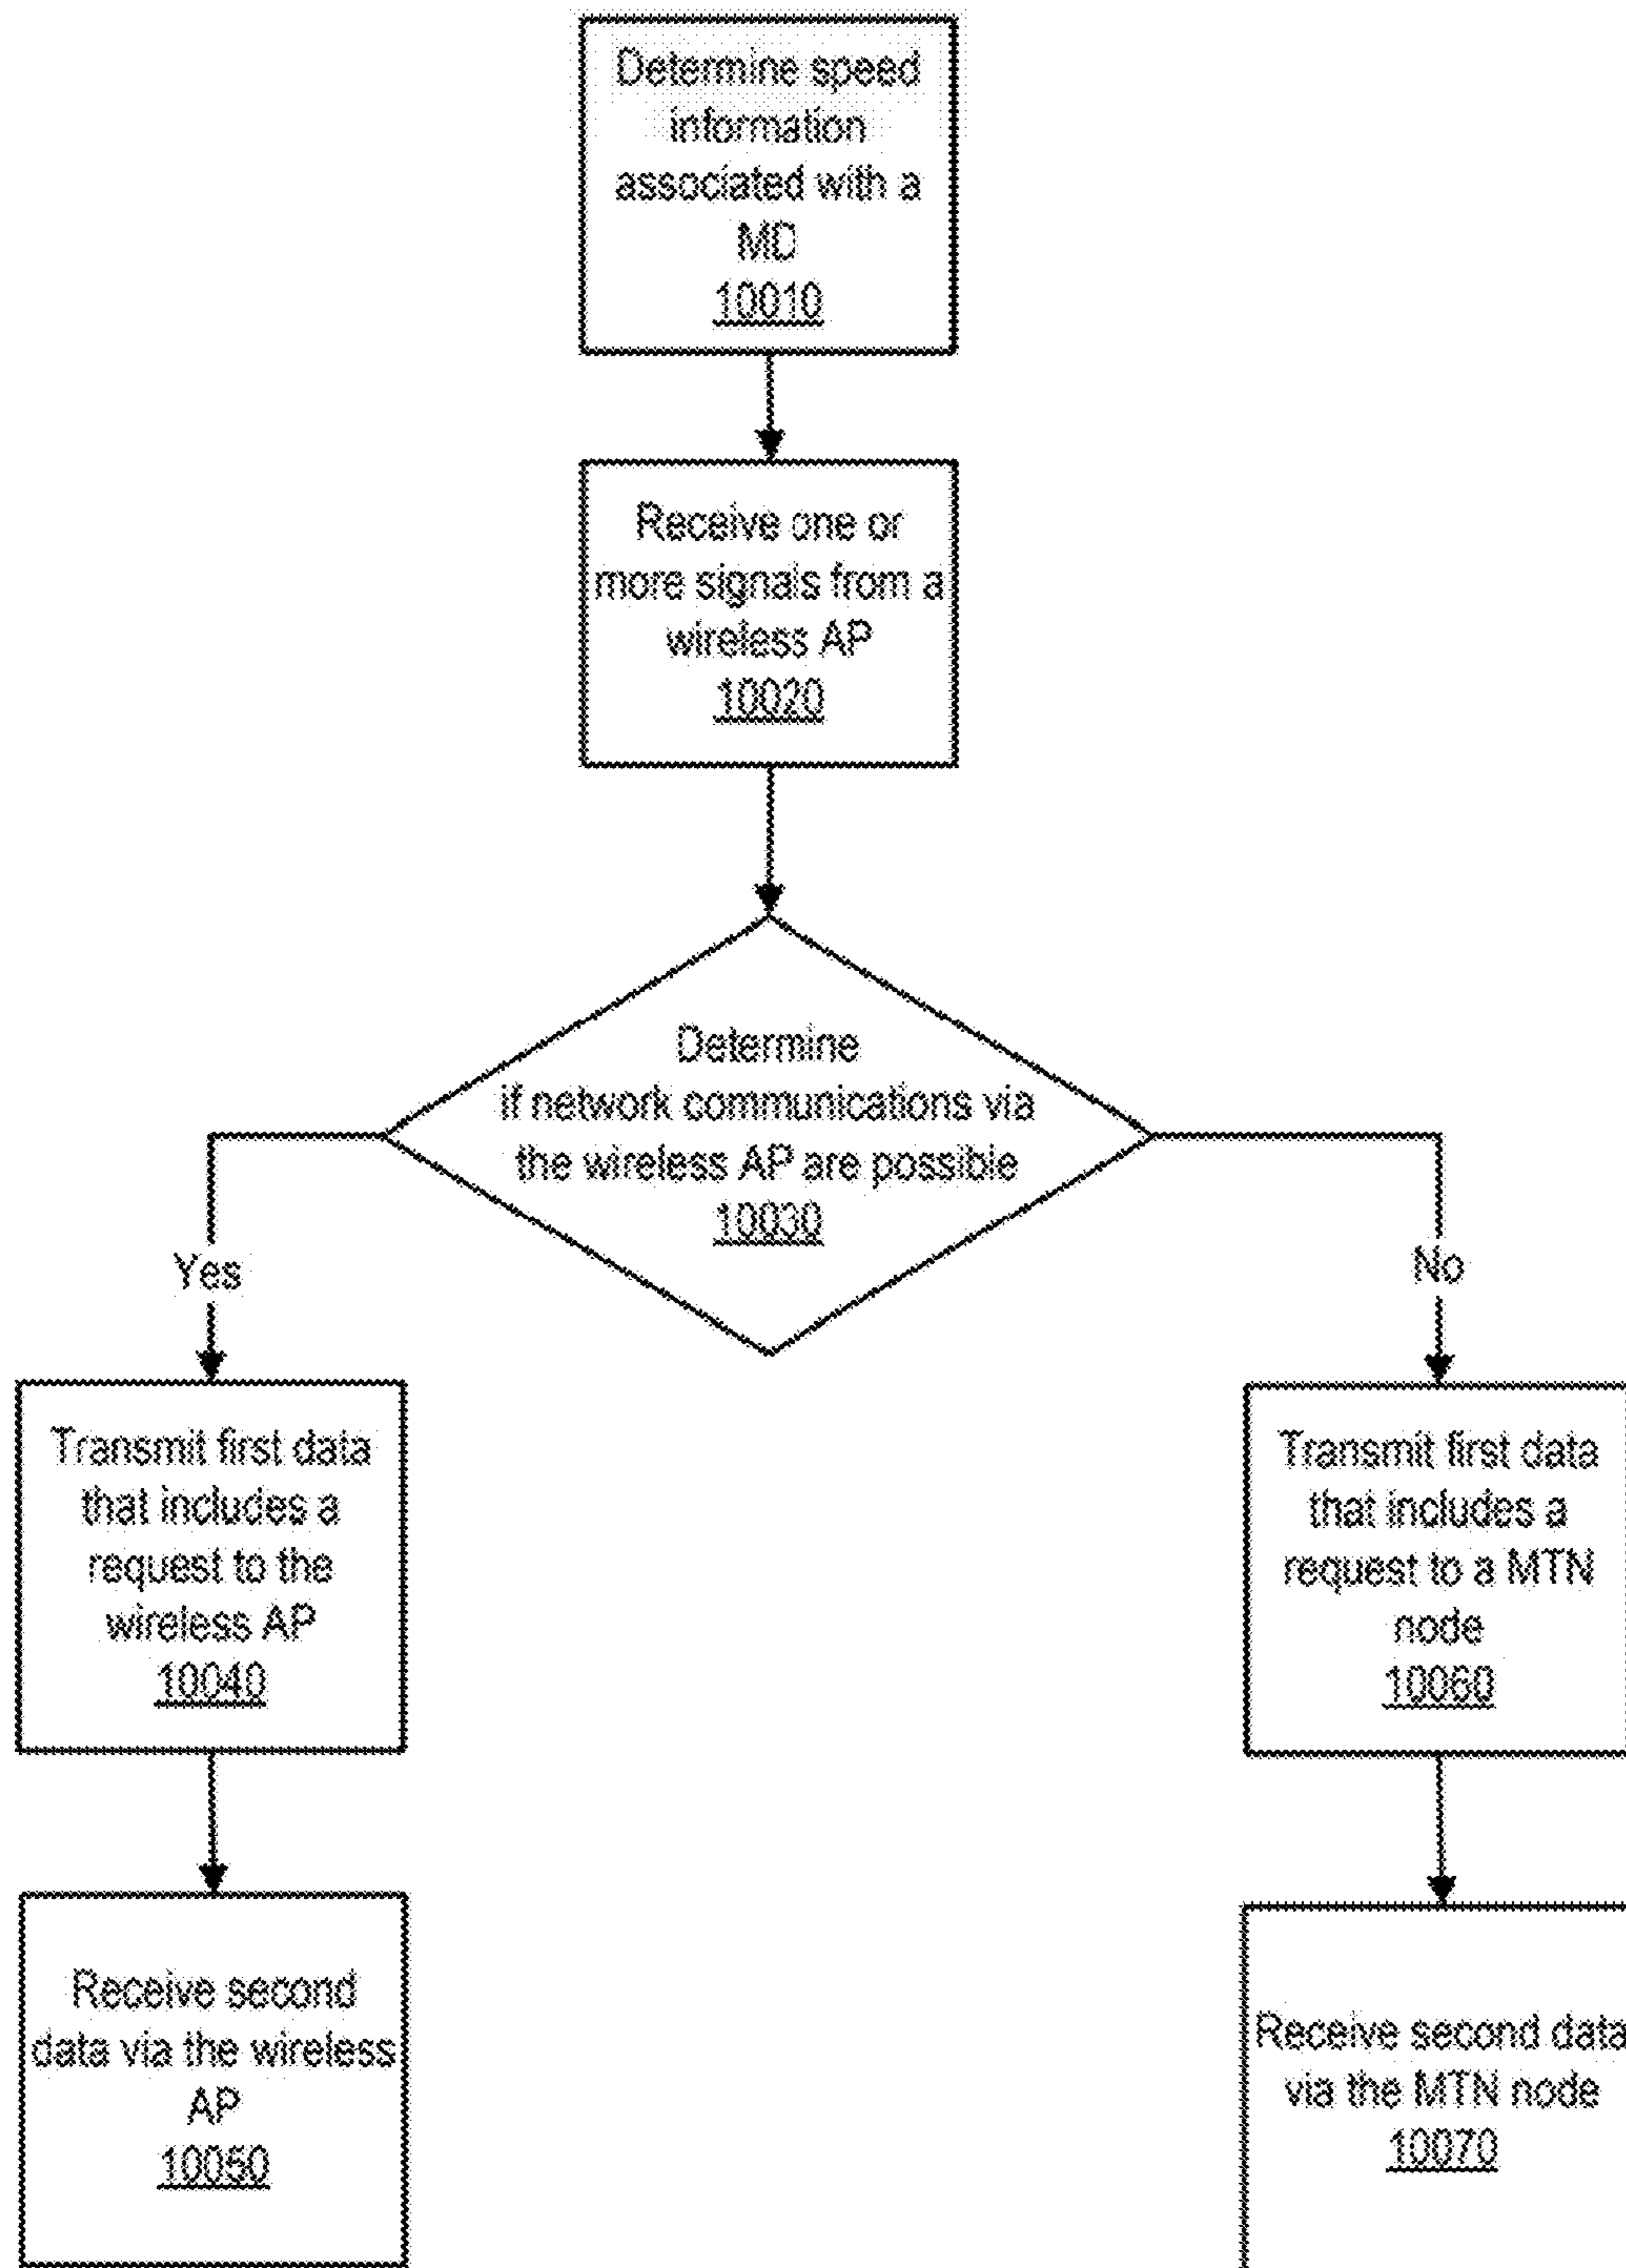 Determine speed
information
associated with a
MD
10010
Receive one or
more signals from a
wireless AP
10020
Determine
if network communications via
the wireless AP are possible
10030
Yes
No
Transmit first data
that includes a
request to the
wireless AP
10040
Transmit first data
that includes a
request to a MTN
node
10060
Receive second
data via the wireless
AP
10050
Receive second data
via the MTN node
10070